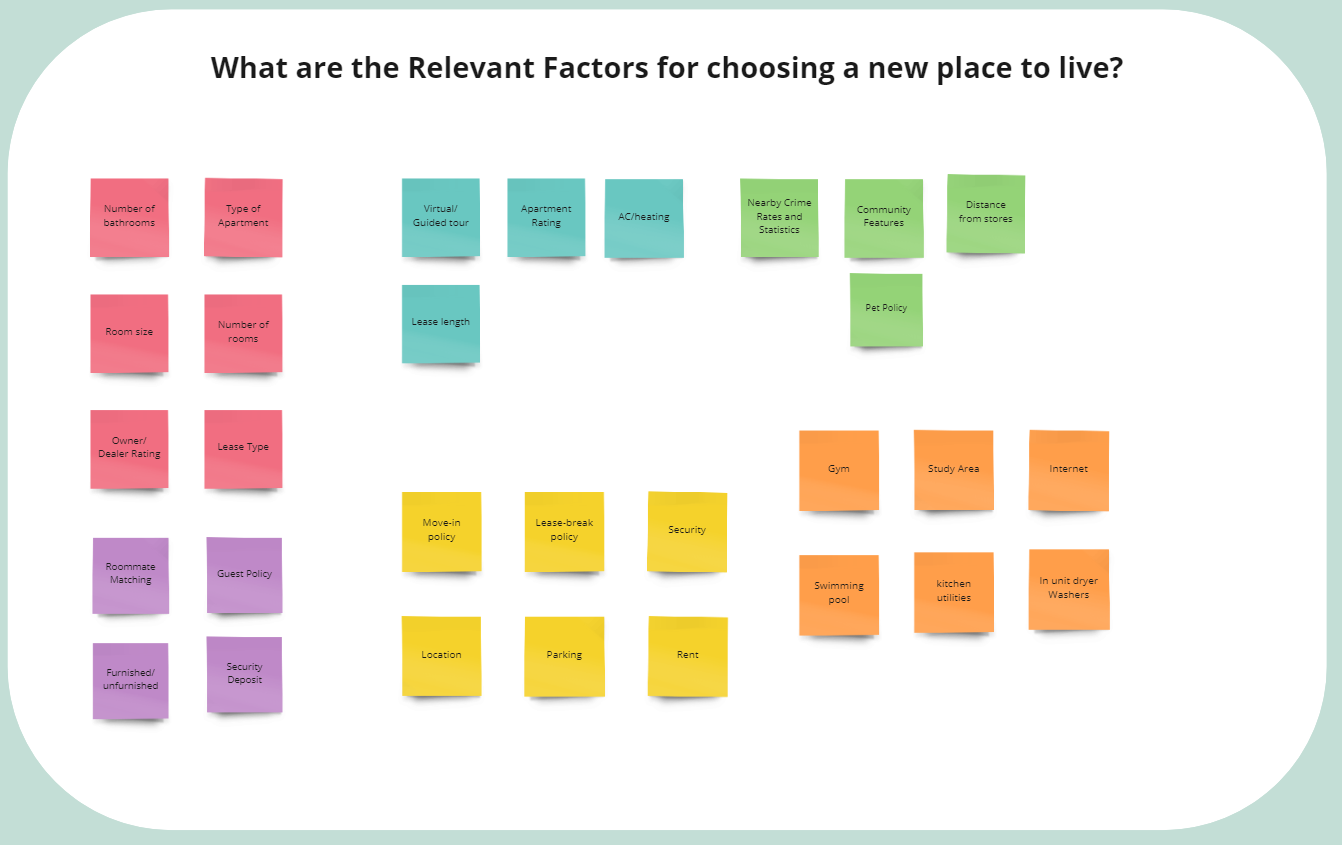 What are the Relevant Factors for choosing a new place to live?
Number of
bathrooms
Type of
Apartment
Room size
Number of
rooms
Owner/
Dealer Rating
Lease Type
Roommate
Matching
Guest Policy
Furnished/
unfurnished
Security
Deposit
Virtual/
Guided tour
Apartment
Rating
AC/heating
Lease length
Nearby Crime
Rates and
Statistics
Community
Features
Distance
from stores
Pet Policy
Move-in
policy
Lease-break
policy
Security
Location
Parking
Rent
Gym
Study Area
Internet
Swimming
pool
kitchen
utilities
In unit dryer
Washers